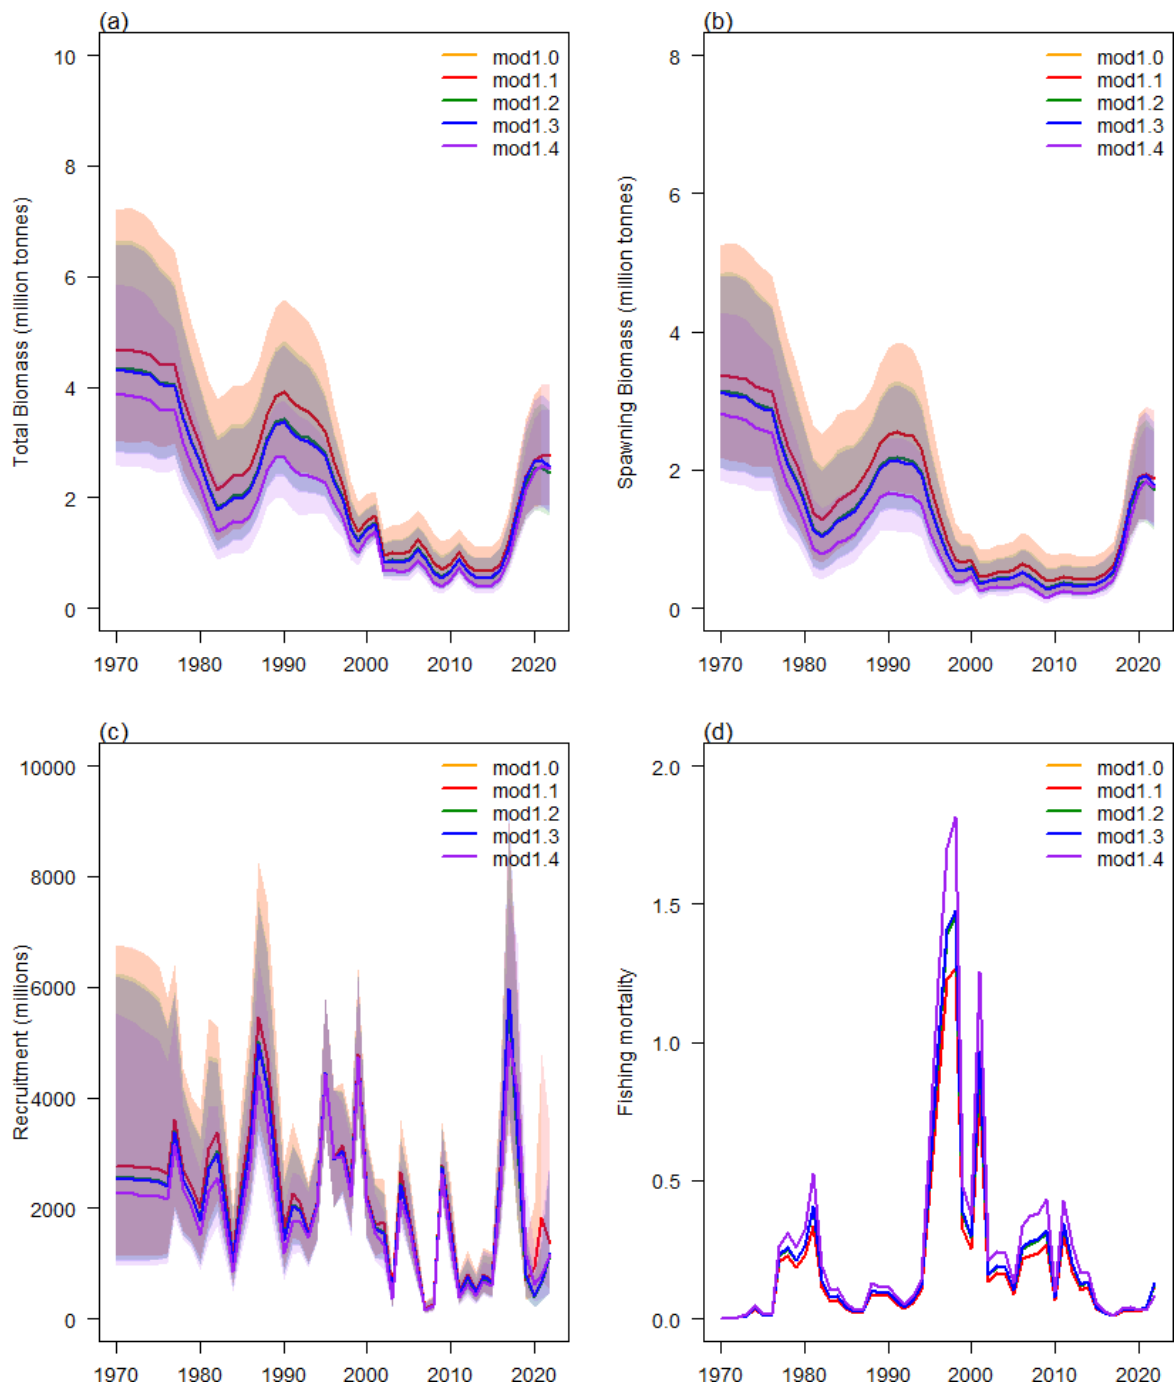 (a)
10
8
6
4
2
0
Total Biomass (million tonnes)
mod1.0
mod1.1
mod1.2
mod1.3
mod1.4
1970 1980 1990 2000 2010 2020
(b)
8
6
4
2
0
Spawning Biomass (million tonnes)
mod1.0
mod1.1
mod1.2
mod1.3
mod1.4
1970 1980 1990 2000 2010 2020
(c)
10000
8000
6000
4000
2000
0
Recruitment (millions)
mod1.0
mod1.1
mod1.2
mod1.3
mod1.4
1970 1980 1990 2000 2010 2020
(d)
2.0
1.5
1.0
0.5
0.0
Fishing mortality
mod1.0
mod1.1
mod1.2
mod1.3
mod1.4
1970 1980 1990 2000 2010 2020